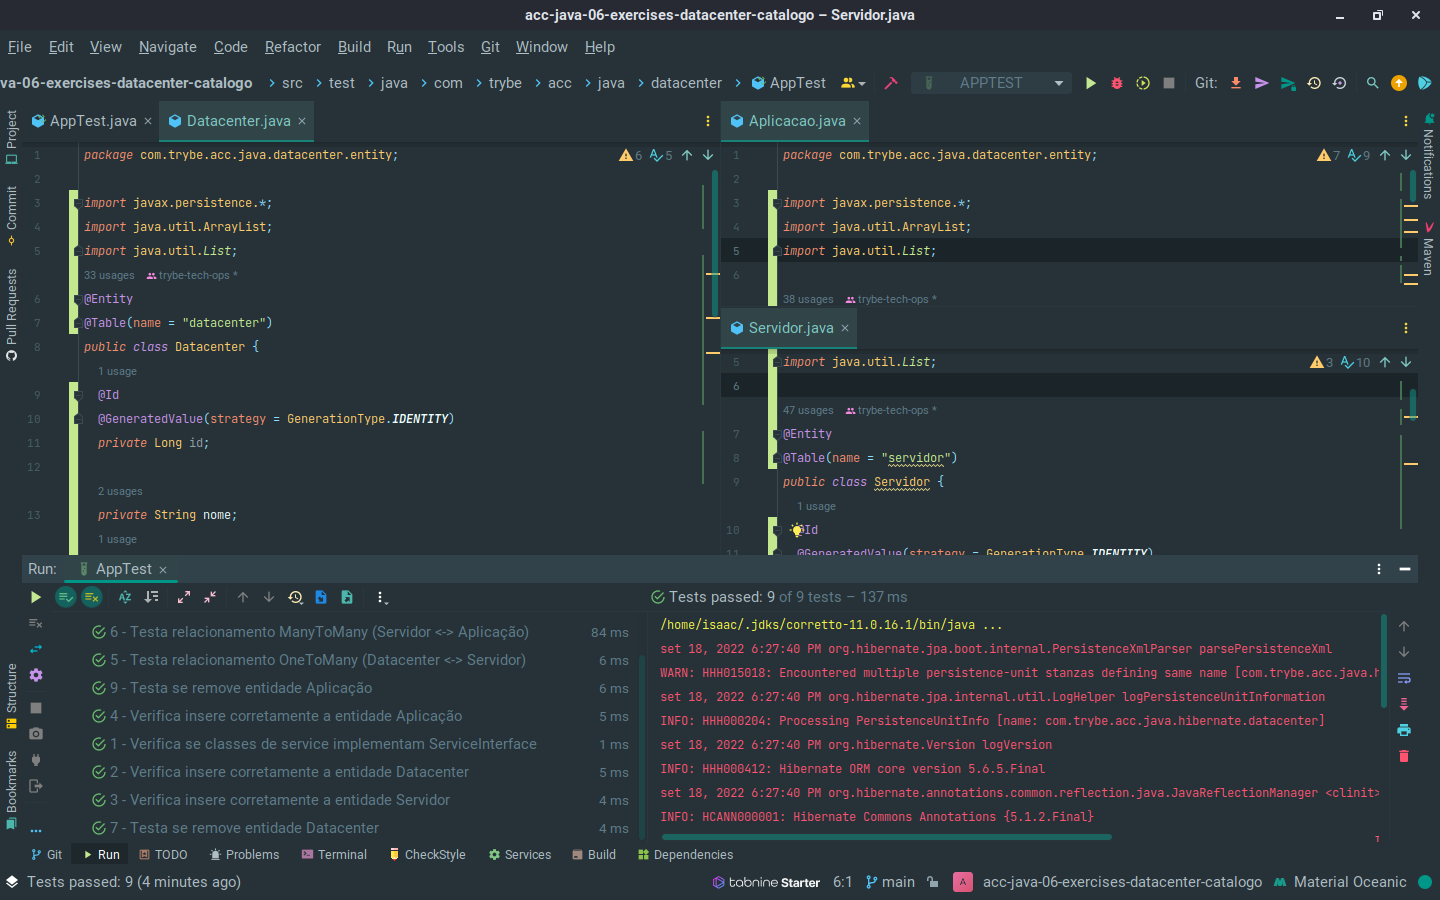 acc-java-06-exercises-datacenter-catalogo – Servidor.java
File Edit View Navigate Code Refactor Build Run Tools Git Window Help
va-06-exercises-datacenter-catalogo src test java com trybe acc java datacenter AppTest APPTEST Git:
Project
Commit
Pull Requests
Structure
Bookmarks
AppTest.java Datacenter.java
6 5
1 package com.trybe.acc.java.datacenter.entity;
2
3 import javax.persistence.*;
4 import java.util.ArrayList;
5 import java.util.List;
33 usages trybe-tech-ops *
6 @Entity
7 @Table(name = "datacenter")
8 public class Datacenter {
1 usage
9 @Id
10 @GeneratedValue(strategy = GenerationType.IDENTITY)
11 private Long id;
12
2 usages
13 private String nome;
1 usage
Aplicacao.java
7 9
1 package com.trybe.acc.java.datacenter.entity;
2
3 import javax.persistence.*;
4 import java.util.ArrayList;
5 import java.util.List;
6
38 usages trybe-tech-ops *
Servidor.java
3 10
5 import java.util.List;
6
47 usages trybe-tech-ops *
7 @Entity
8 @Table(name = "servidor")
9 public class Servidor {
1 usage
10 @Id
11 @GeneratedValue(strategy = GenerationType.IDENTITY)
Notifications
Maven
Run: AppTest
Tests passed: 9 of 9 tests – 137 ms
6 - Testa relacionamento ManyToMany (Servidor <-> Aplicação) 84 ms
5 - Testa relacionamento OneToMany (Datacenter <-> Servidor) 6 ms
9 - Testa se remove entidade Aplicação 6 ms
4 - Verifica insere corretamente a entidade Aplicação 5 ms
1 - Verifica se classes de service implementam ServiceInterface 1 ms
2 - Verifica insere corretamente a entidade Datacenter 5 ms
3 - Verifica insere corretamente a entidade Servidor 4 ms
7 - Testa se remove entidade Datacenter 4 ms
/home/isaac/.jdks/corretto-11.0.16.1/bin/java ...
set 18, 2022 6:27:40 PM org.hibernate.jpa.boot.internal.PersistenceXmlParser parsePersistenceXml
WARN: HHH015018: Encountered multiple persistence-unit stanzas defining same name [com.trybe.acc.java.h
set 18, 2022 6:27:40 PM org.hibernate.jpa.internal.util.LogHelper logPersistenceUnitInformation
INFO: HHH000204: Processing PersistenceUnitInfo [name: com.trybe.acc.java.hibernate.datacenter]
set 18, 2022 6:27:40 PM org.hibernate.Version logVersion
INFO: HHH000412: Hibernate ORM core version 5.6.5.Final
set 18, 2022 6:27:40 PM org.hibernate.annotations.common.reflection.java.JavaReflectionManager <clinit>
INFO: HCANN000001: Hibernate Commons Annotations {5.1.2.Final}
Git Run TODO Problems Terminal CheckStyle Services Build Dependencies
Tests passed: 9 (4 minutes ago) tabnine Starter 6:1 main A acc-java-06-exercises-datacenter-catalogo Material Oceanic